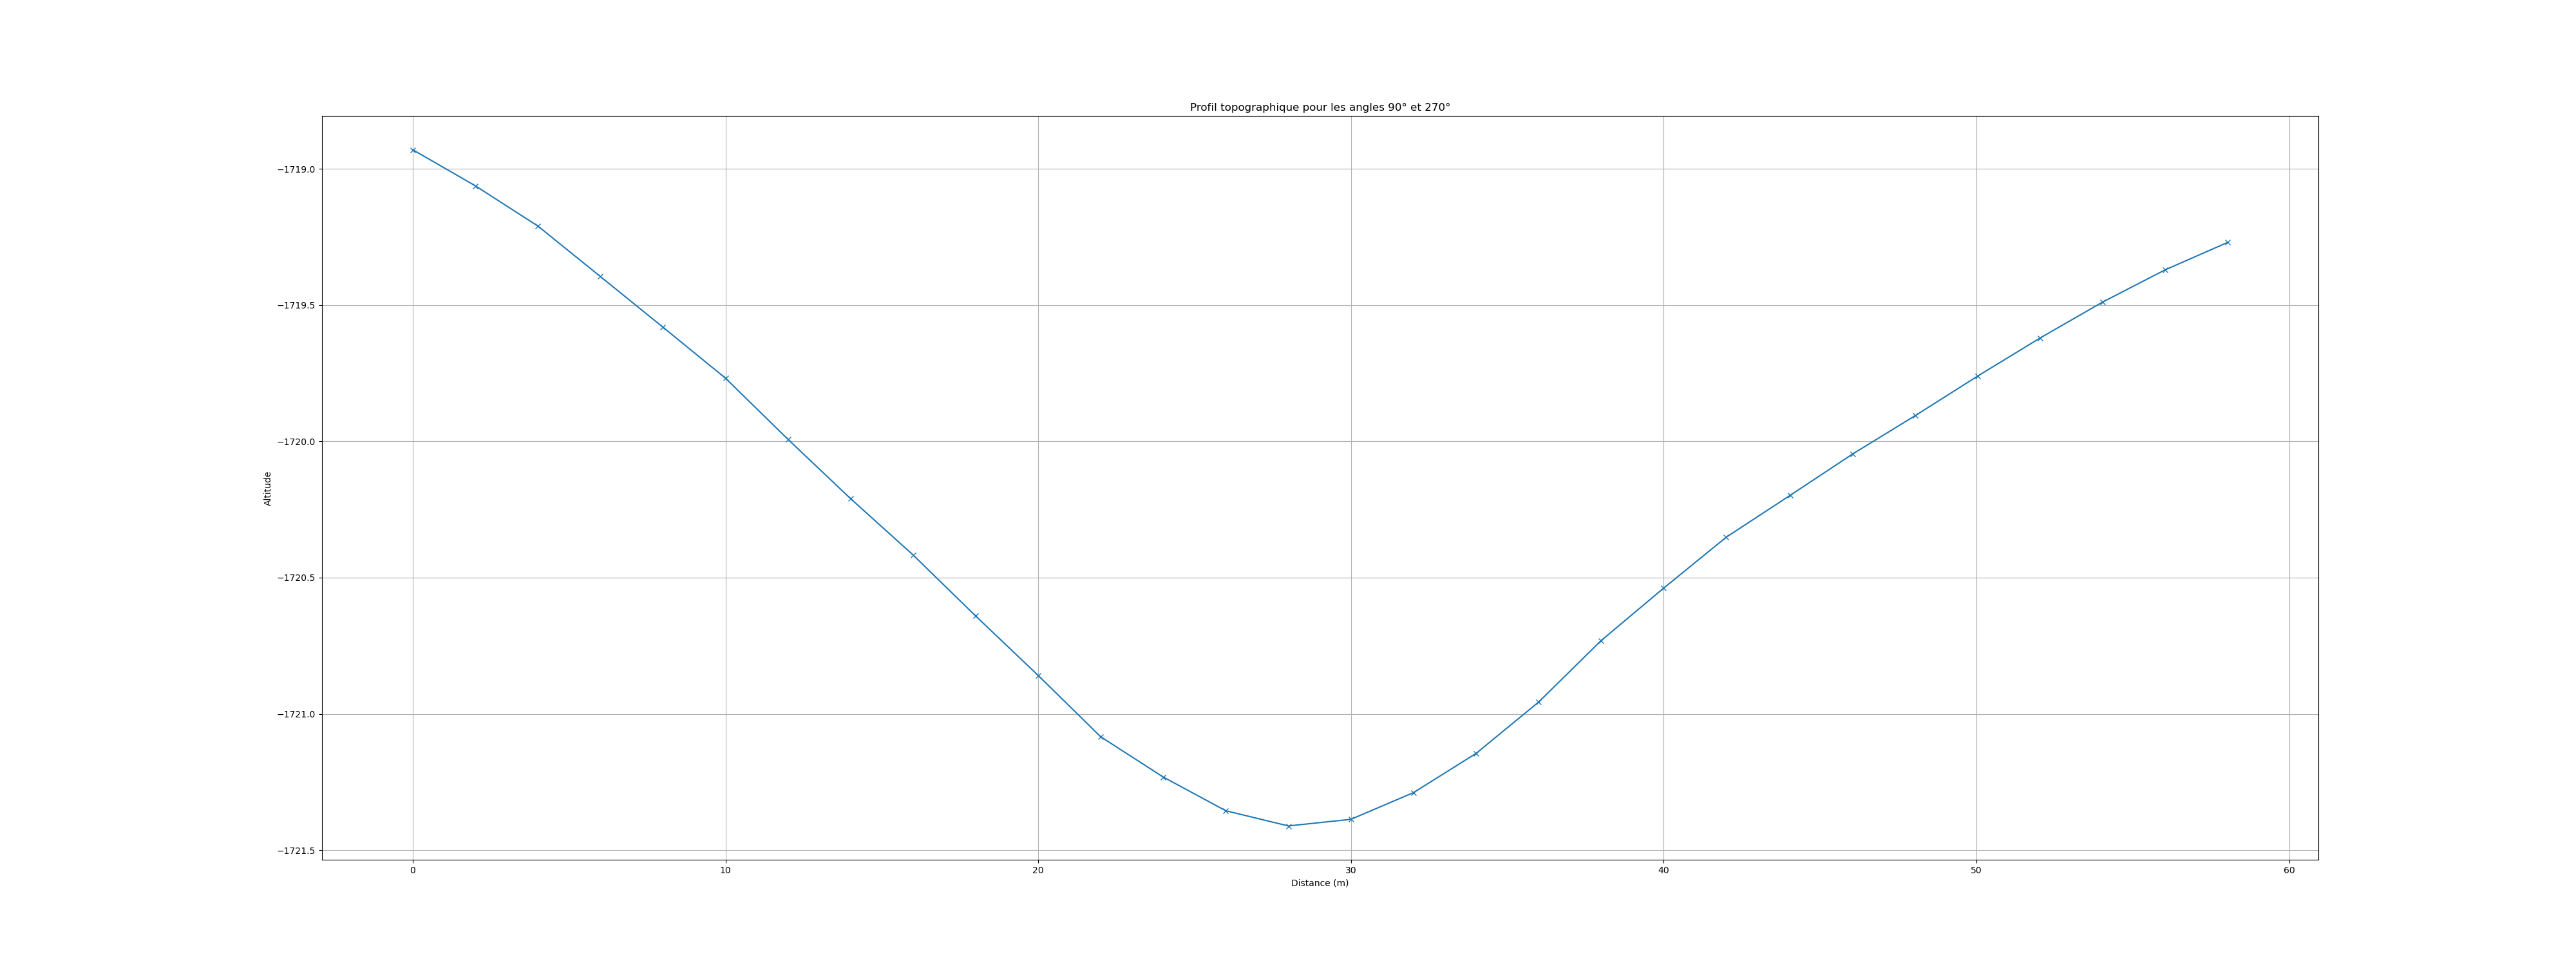 Profil topographique pour les angles 90° et 270°
−1719.0
−1719.5
−1720.0
Altitude
−1720.5
−1721.0
−1721.5
0 10 20 30 40 50 60
Distance (m)